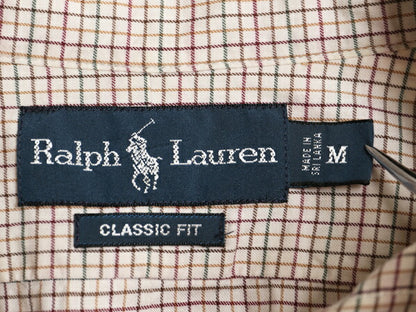 Ralph Lauren
MADE IN
SRI LANKA
M
CLASSIC FIT